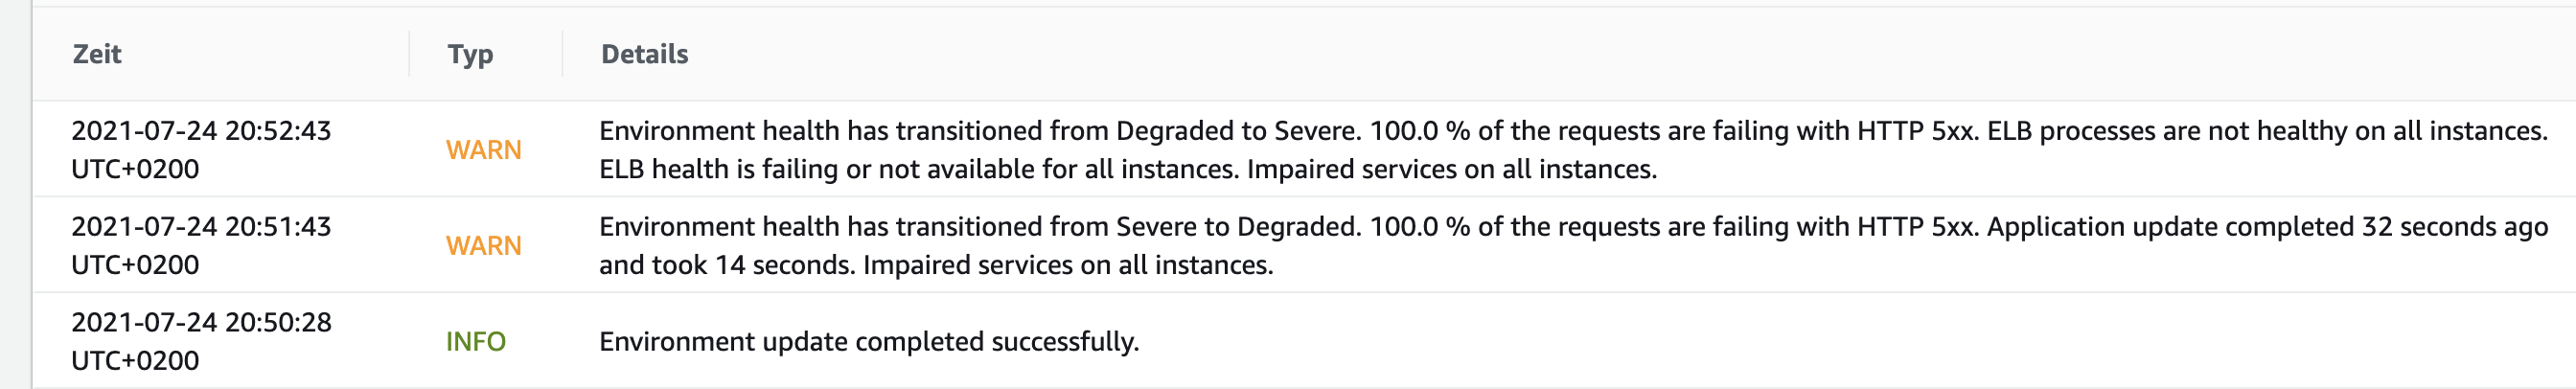 Zeit Typ Details
2021-07-24 20:52:43 UTC+0200 WARN Environment health has transitioned from Degraded to Severe. 100.0 % of the requests are failing with HTTP 5xx. ELB processes are not healthy on all instances.
ELB health is failing or not available for all instances. Impaired services on all instances.
2021-07-24 20:51:43 UTC+0200 WARN Environment health has transitioned from Severe to Degraded. 100.0 % of the requests are failing with HTTP 5xx. Application update completed 32 seconds ago
and took 14 seconds. Impaired services on all instances.
2021-07-24 20:50:28 UTC+0200 INFO Environment update completed successfully.